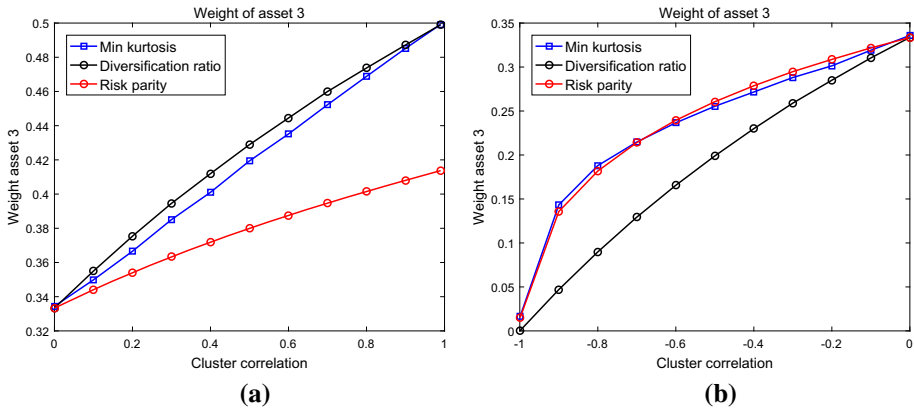 Weight of asset 3
0.5
0.48
0.46
0.44
0.42
0.4
0.38
0.36
0.34
0.32
Weight asset 3
Min kurtosis
Diversification ratio
Risk parity
0 0.2 0.4 0.6 0.8 1
Cluster correlation
(a)
Weight of asset 3
0.35
0.3
0.25
0.2
0.15
0.1
0.05
0
Weight asset 3
Min kurtosis
Diversification ratio
Risk parity
-1 -0.8 -0.6 -0.4 -0.2 0
Cluster correlation
(b)